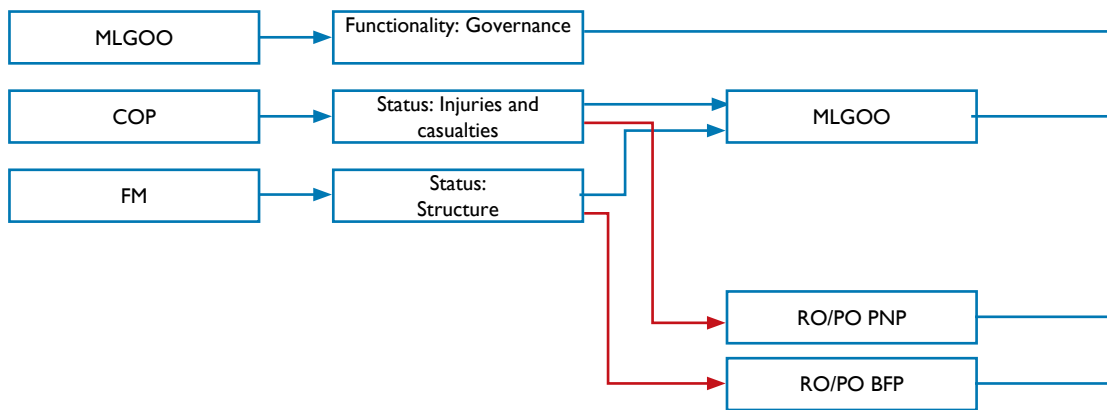 MLGOO
Functionality: Governance
COP
Status: Injuries and
casualties
MLGOO
FM
Status:
Structure
RO/PO PNP
RO/PO BFP